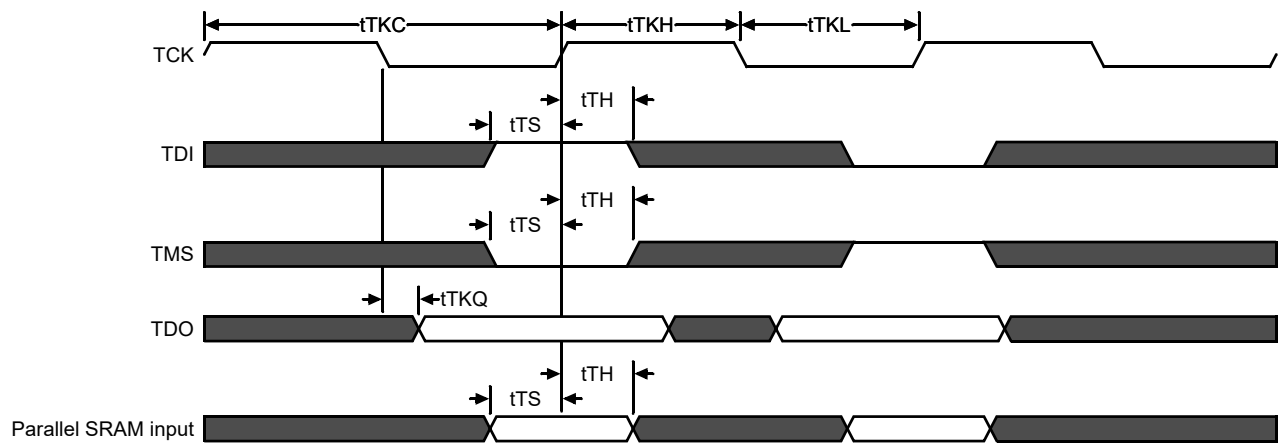 tTKC tTKH tTKL
TCK
tTH
tTS
TDI
tTH
tTS
TMS
tTKQ
TDO
tTH
tTS
Parallel SRAM input